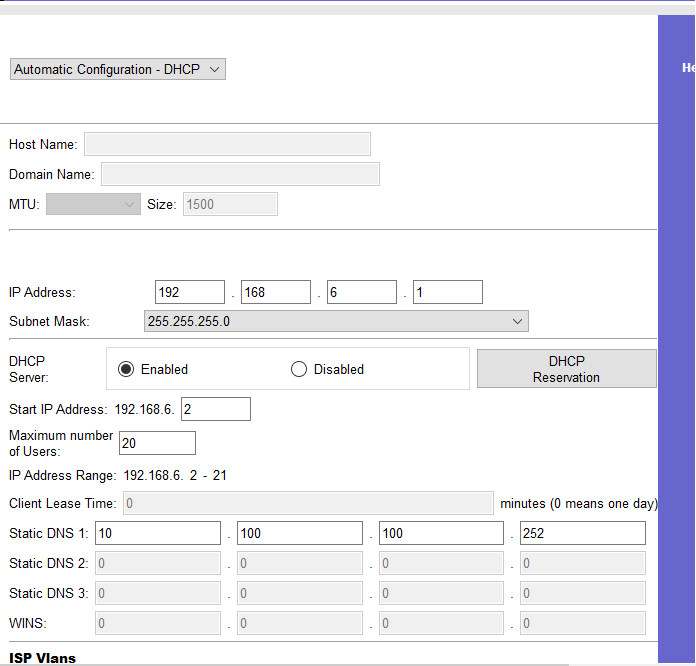 Automatic Configuration - DHCP
He
Host Name:
Domain Name:
MTU: Size: 1500
IP Address: 192 . 168 . 6 . 1
Subnet Mask: 255.255.255.0
DHCP
Server:
Enabled Disabled
DHCP
Reservation
Start IP Address: 192.168.6. 2
Maximum number
of Users:
20
IP Address Range: 192.168.6. 2 - 21
Client Lease Time: 0 minutes (0 means one day)
Static DNS 1: 10 . 100 . 100 . 252
Static DNS 2: 0 . 0 . 0 . 0
Static DNS 3: 0 . 0 . 0 . 0
WINS: 0 . 0 . 0 . 0
ISP Vlans